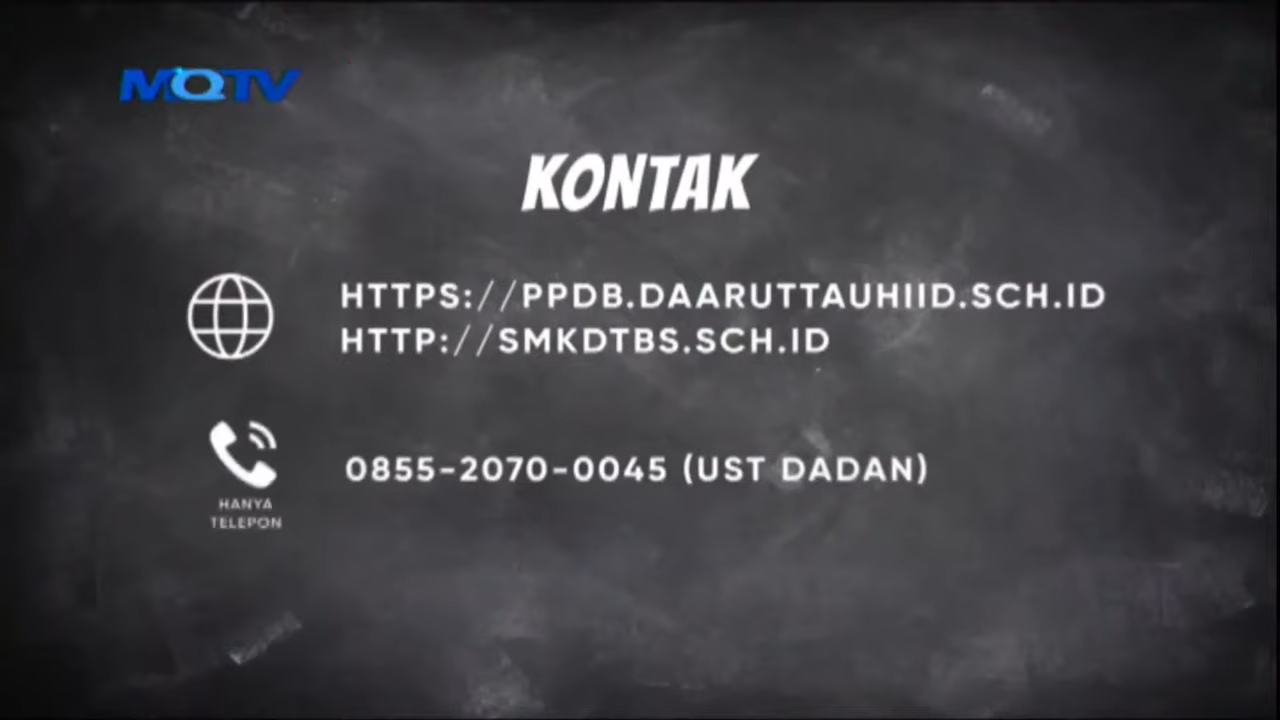 MQTV
KONTAK
HTTPS://PPDB.DAARUTTAUHIID.SCH.ID
HTTP://SMKDTBS.SCH.ID
0855-2070-0045 (UST DADAN)
HANYA
TELEPON